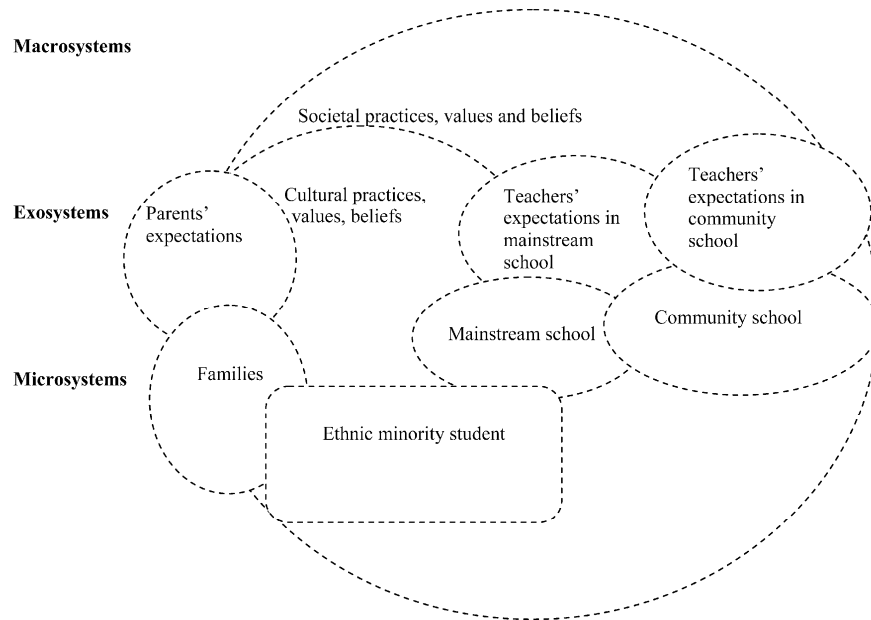 Macrosystems
Societal practices, values and beliefs
Exosystems
Parents’
expectations
Cultural practices,
values, beliefs
Teachers’
expectations in
mainstream
school
Teachers’
expectations in
community
school
Microsystems
Families
Mainstream school
Community school
Ethnic minority student